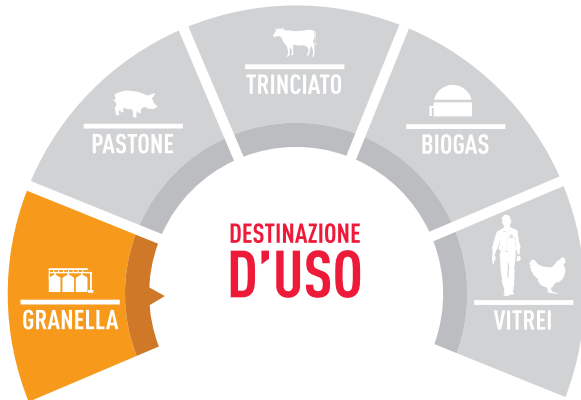 TRINCIATO
PASTONE
BIOGAS
DESTINAZIONE
D'USO
GRANELLA
VITREI